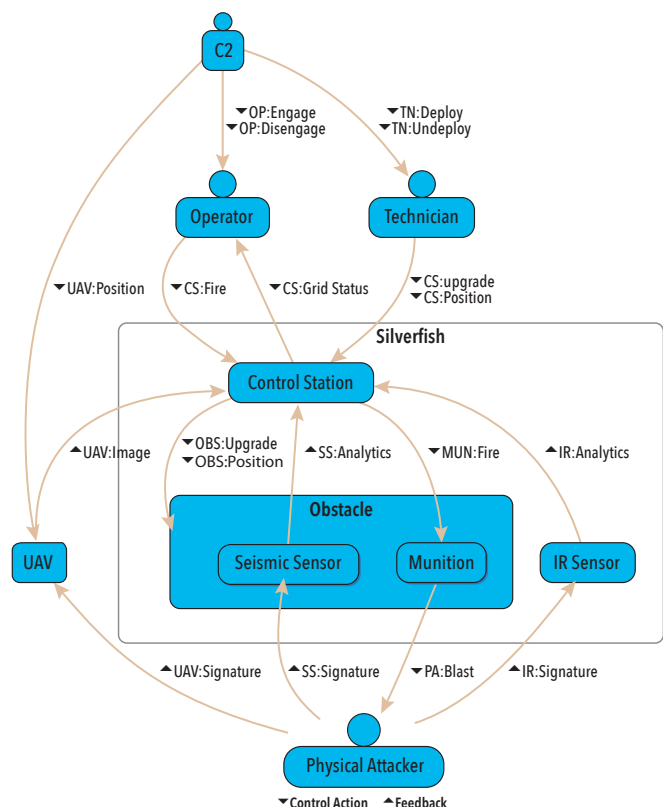 C2
▼OP:Engage
▼OP:Disengage
▼TN:Deploy
▼TN:Undeploy
Operator
Technician
▼UAV:Position
▼CS:Fire
▼CS:Grid Status
▼CS:upgrade
▼CS:Position
Silverfish
Control Station
▲UAV:Image
▼OBS:Upgrade
▼OBS:Position
▲SS:Analytics
▼MUN:Fire
▲IR:Analytics
Obstacle
UAV
Seismic Sensor
Munition
IR Sensor
▲UAV:Signature
▲SS:Signature
▼PA:Blast
▲IR:Signature
Physical Attacker
▼Control Action ▲Feedback